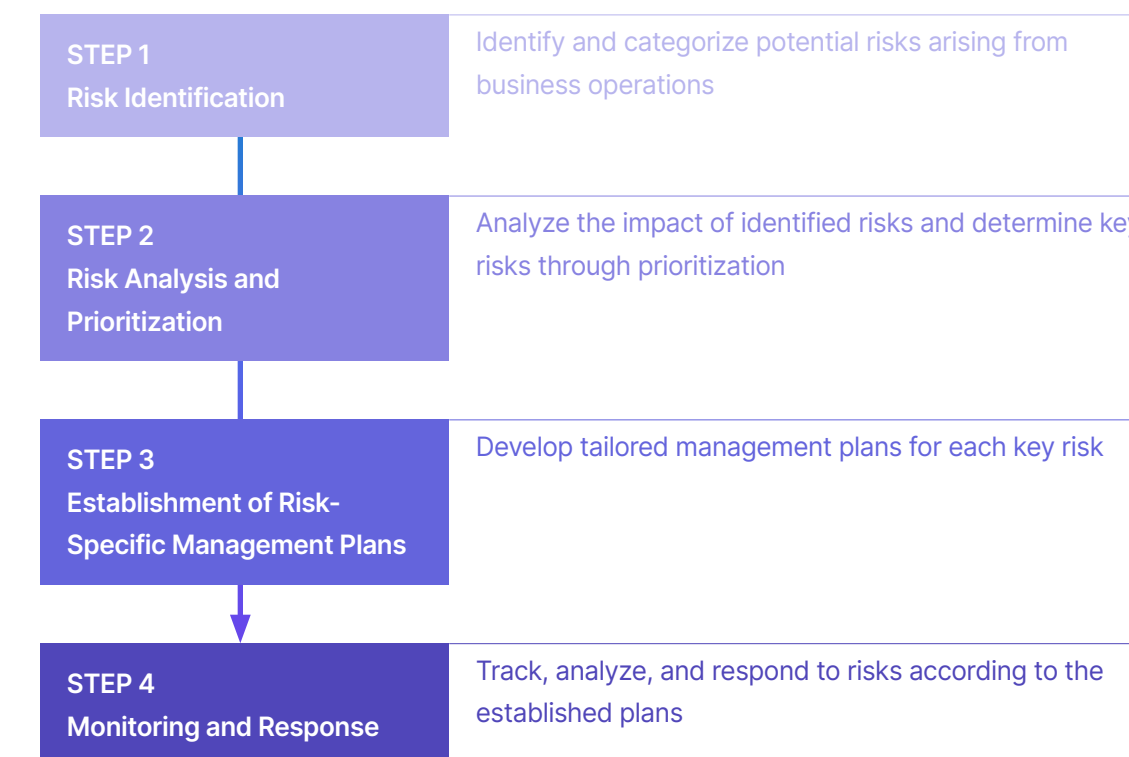 STEP 1
Risk Identification
Identify and categorize potential risks arising from
business operations
STEP 2
Risk Analysis and
Prioritization
Analyze the impact of identified risks and determine key
risks through prioritization
STEP 3
Establishment of Risk-
Specific Management Plans
Develop tailored management plans for each key risk
STEP 4
Monitoring and Response
Track, analyze, and respond to risks according to the
established plans